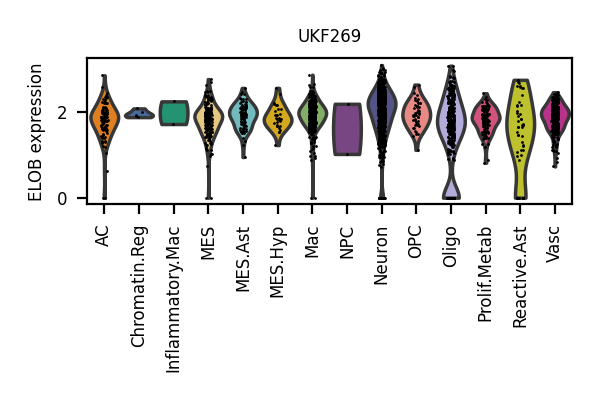 UKF269
ELOB expression
2
0
AC
Chromatin.Reg
Inflammatory.Mac
MES
MES.Ast
MES.Hyp
Mac
NPC
Neuron
OPC
Oligo
Prolif.Metab
Reactive.Ast
Vasc